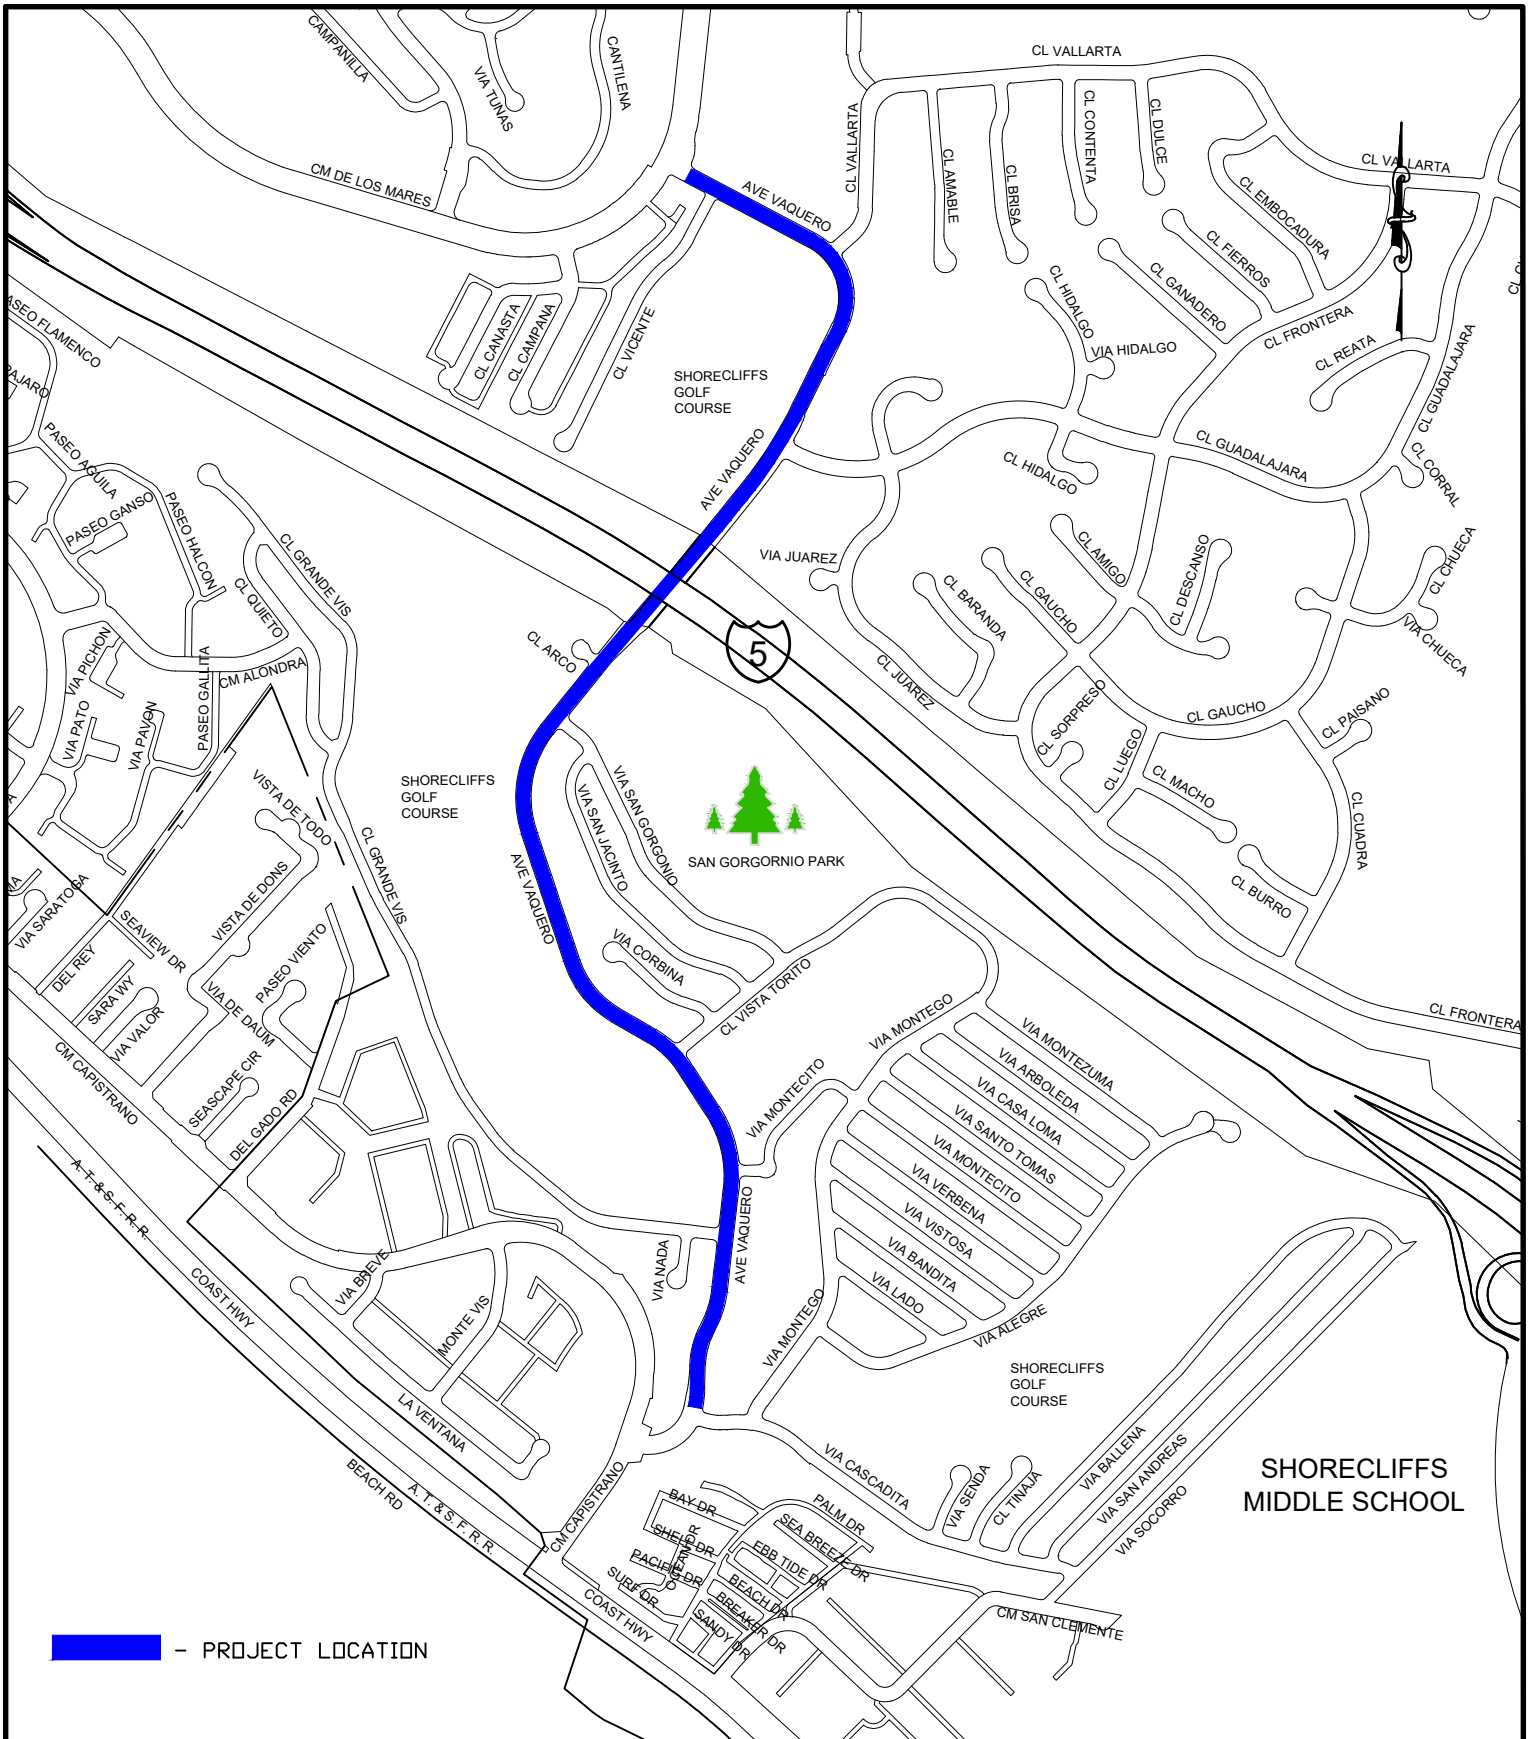 CAMPANILLA
VIA TUNAS
CANTILENA
CL VALLARTA
CL VALLARTA
CL AMABLE
CL BRISA
CL CONTENTA
CL DULCE
CL VALLARTA
CL EMBOCADURA
CL FIERROS
CM DE LOS MARES
AVE VAQUERO
CL GANADERO
CL FRONTERA
CL HIDALGO
VIA HIDALGO
CL REATA
CL GUADALAJARA
ASEO FLAMENCO
CL CANASTA
CL CAMPANA
CL VICENTE
SHORECLIFFS
GOLF
COURSE
AJARO
PASEO AGUILA
PASEO GANSO
PASEO HALCON
AVE VAQUERO
CL HIDALGO
CL GUADALAJARA
CL CORRAL
CL GRANDE VIS
CL QUIETO
VIA JUAREZ
CL AMIGO
CL GAUCHO
CL BARANDA
CL DESCANSO
CL CHUECA
VIA CHUECA
CL ARCO
5
VIA PICHON
CM ALONDRA
PASEO GALLITA
VIA PATO
VIA PAVON
CL JUAREZ
CL SORPRESO
CL GAUCHO
CL PAISANO
CL LUEGO
CL MACHO
CL CUADRA
CL BURRO
VISTA DE TODO
SHORECLIFFS
GOLF
COURSE
VIA SAN GORGONIO
VIA SAN JACINTO
SAN GORGORNIO PARK
CL GRANDE VIS
AVE VAQUERO
VIA SARATOGA
VISTA DE DONS
SEAVIEW DR
DEL REY
PASEO VIENTO
VIA CORBINA
CL VISTA TORITO
SARA WY
VIA VALOR
VIA DE DAUM
VIA MONTEGO
VIA MONTEZUMA
CL FRONTERA
CM CAPISTRANO
SEASCAPE CIR
DEL GADO RD
VIA MONTECITO
VIA ARBOLEDA
VIA CASA LOMA
VIA SANTO TOMAS
VIA MONTECITO
VIA VERBENA
VIA VISTOSA
VIA BANDITA
VIA LADO
A. T. & S. F. R. R.
AVE VAQUERO
VIA NADA
VIA BREVE
COAST HWY
MONTE VIS
VIA MONTEGO
VIA ALEGRE
SHORECLIFFS
GOLF
COURSE
LA VENTANA
BEACH RD
A. T. & S. F. R. R.
CM CAPISTRANO
VIA CASCADITA
VIA SENDA
CL TINAJA
VIA BALLENA
VIA SAN ANDREAS
VIA SOCORRO
SHORECLIFFS
MIDDLE SCHOOL
BAY DR
SHELL DR
PACIFIC DR
OCEAN DR
SURF DR
PALM DR
SEA BREEZE DR
EBB TIDE DR
BEACH DR
BREAKER DR
SANDY DR
COAST HWY
CM SAN CLEMENTE
- PROJECT LOCATION